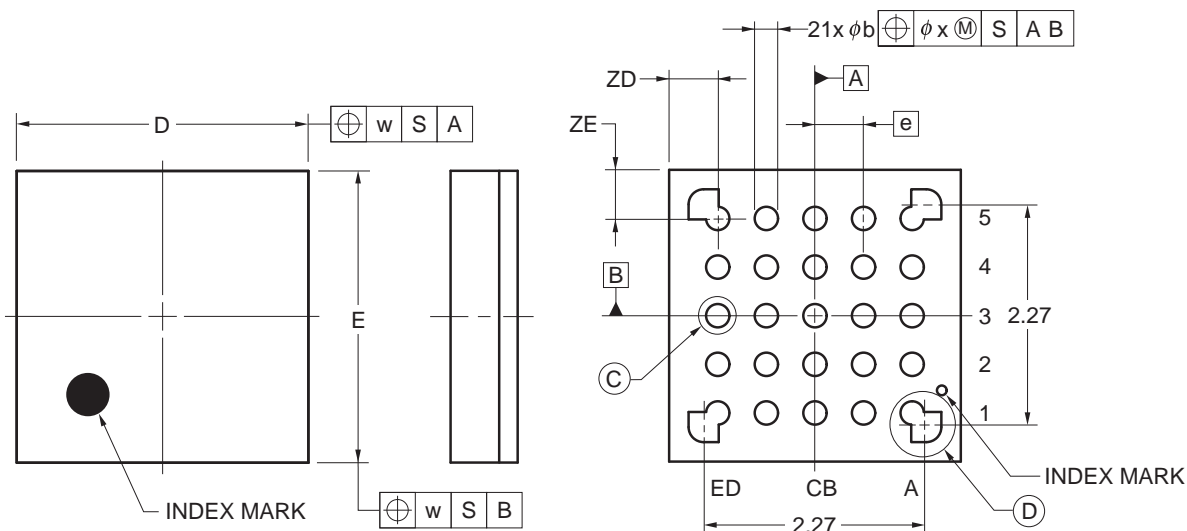 21x ϕb ⌖ ϕ x Ⓜ S A B
ZD
A
D
⌖ w S A
ZE
e
5
B
4
E
3
2.27
C
2
1
INDEX MARK
ED
CB
A
INDEX MARK
D
⌖ w S B
2.27